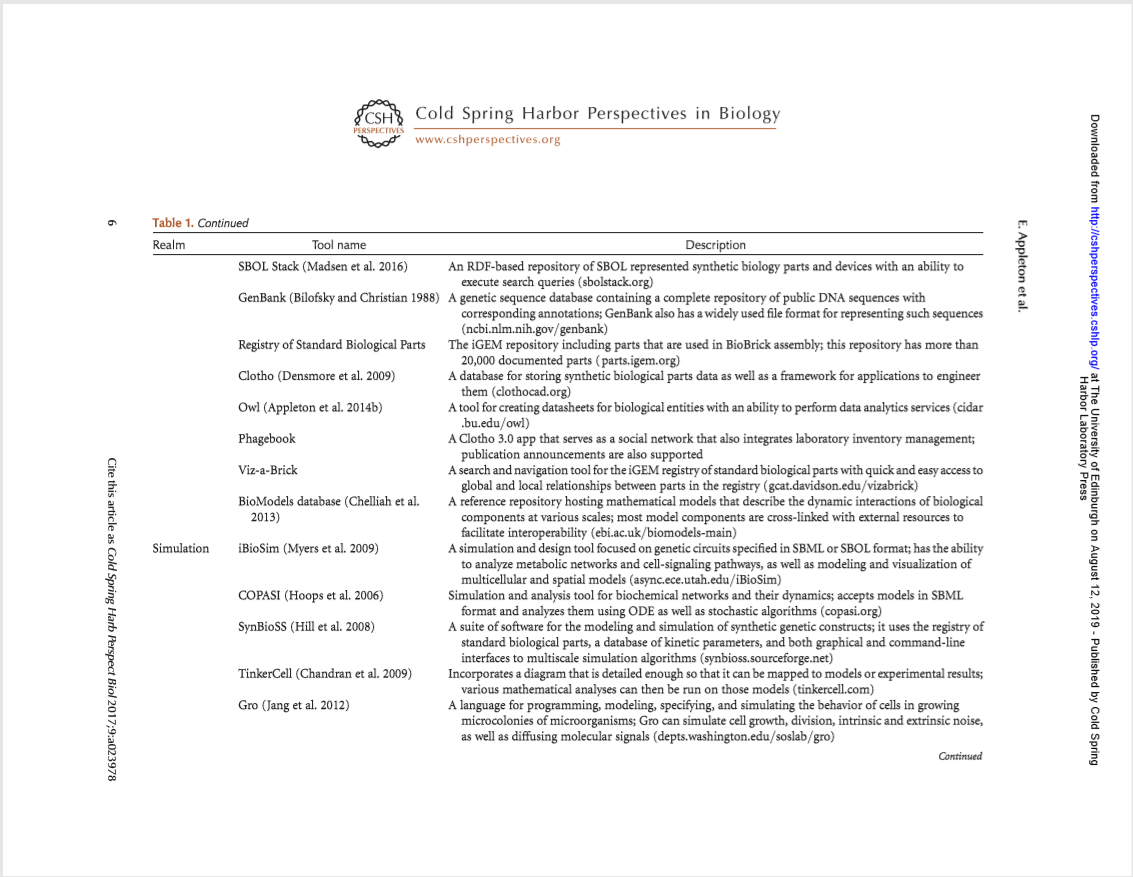 CSH
PERSPECTIVES
Cold Spring Harbor Perspectives in Biology
www.cshperspectives.org
Table 1. Continued
Realm Tool name Description
SBOL Stack (Madsen et al. 2016) An RDF-based repository of SBOL represented synthetic biology parts and devices with an ability to
execute search queries (sbolstack.org)
GenBank (Bilofsky and Christian 1988) A genetic sequence database containing a complete repository of public DNA sequences with
corresponding annotations; GenBank also has a widely used file format for representing such sequences
(ncbi.nlm.nih.gov/genbank)
Registry of Standard Biological Parts The iGEM repository including parts that are used in BioBrick assembly; this repository has more than
20,000 documented parts (parts.igem.org)
Clotho (Densmore et al. 2009) A database for storing synthetic biological parts data as well as a framework for applications to engineer
them (clothocad.org)
Owl (Appleton et al. 2014b) A tool for creating datasheets for biological entities with an ability to perform data analytics services (cidar
.bu.edu/owl)
Phagebook A Clotho 3.0 app that serves as a social network that also integrates laboratory inventory management;
publication announcements are also supported
Viz-a-Brick A search and navigation tool for the iGEM registry of standard biological parts with quick and easy access to
global and local relationships between parts in the registry (gcat.davidson.edu/vizabrick)
BioModels database (Chelliah et al. A reference repository hosting mathematical models that describe the dynamic interactions of biological
2013) components at various scales; most model components are cross-linked with external resources to
facilitate interoperability (ebi.ac.uk/biomodels-main)
Simulation iBioSim (Myers et al. 2009) A simulation and design tool focused on genetic circuits specified in SBML or SBOL format; has the ability
to analyze metabolic networks and cell-signaling pathways, as well as modeling and visualization of
multicellular and spatial models (async.ece.utah.edu/iBioSim)
COPASI (Hoops et al. 2006) Simulation and analysis tool for biochemical networks and their dynamics; accepts models in SBML
format and analyzes them using ODE as well as stochastic algorithms (copasi.org)
SynBioSS (Hill et al. 2008) A suite of software for the modeling and simulation of synthetic genetic constructs; it uses the registry of
standard biological parts, a database of kinetic parameters, and both graphical and command-line
interfaces to multiscale simulation algorithms (synbioss.sourceforge.net)
TinkerCell (Chandran et al. 2009) Incorporates a diagram that is detailed enough so that it can be mapped to models or experimental results;
various mathematical analyses can then be run on those models (tinkercell.com)
Gro (Jang et al. 2012) A language for programming, modeling, specifying, and simulating the behavior of cells in growing
microcolonies of microorganisms; Gro can simulate cell growth, division, intrinsic and extrinsic noise,
as well as diffusing molecular signals (depts.washington.edu/soslab/gro)
Continued
6
Cite this article as Cold Spring Harb Perspect Biol 2017;9:a023978
E. Appleton et al.
Downloaded from http://cshperspectives.cshlp.org/ at The University of Edinburgh on August 12, 2019 - Published by Cold Spring
Harbor Laboratory Press